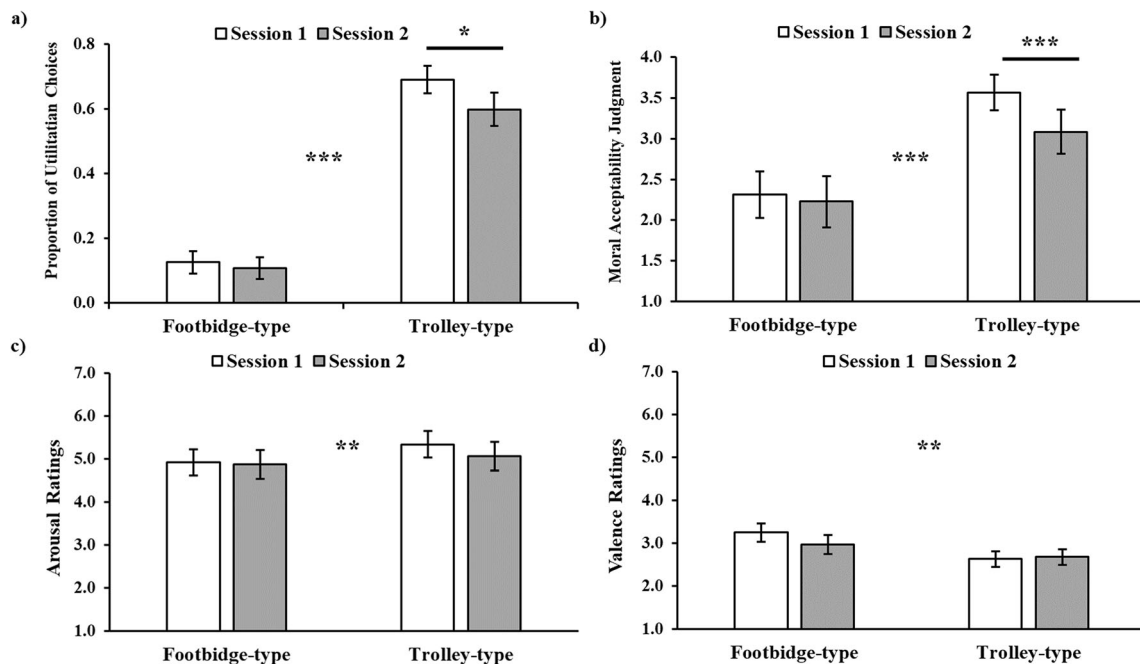 a)
Session 1 Session 2
*
Proportion of Utilitatian Choices
0.8
0.6
0.4
0.2
0.0
***
Footbidge-type Trolley-type
b)
Session 1 Session 2
***
Moral Acceptability Judgment
4.0
3.5
3.0
2.5
2.0
1.5
1.0
***
Footbidge-type Trolley-type
c)
Session 1 Session 2
Arousal Ratings
7.0
6.0
5.0
4.0
3.0
2.0
1.0
**
Footbidge-type Trolley-type
d)
Session 1 Session 2
Valence Ratings
7.0
6.0
5.0
4.0
3.0
2.0
1.0
**
Footbidge-type Trolley-type